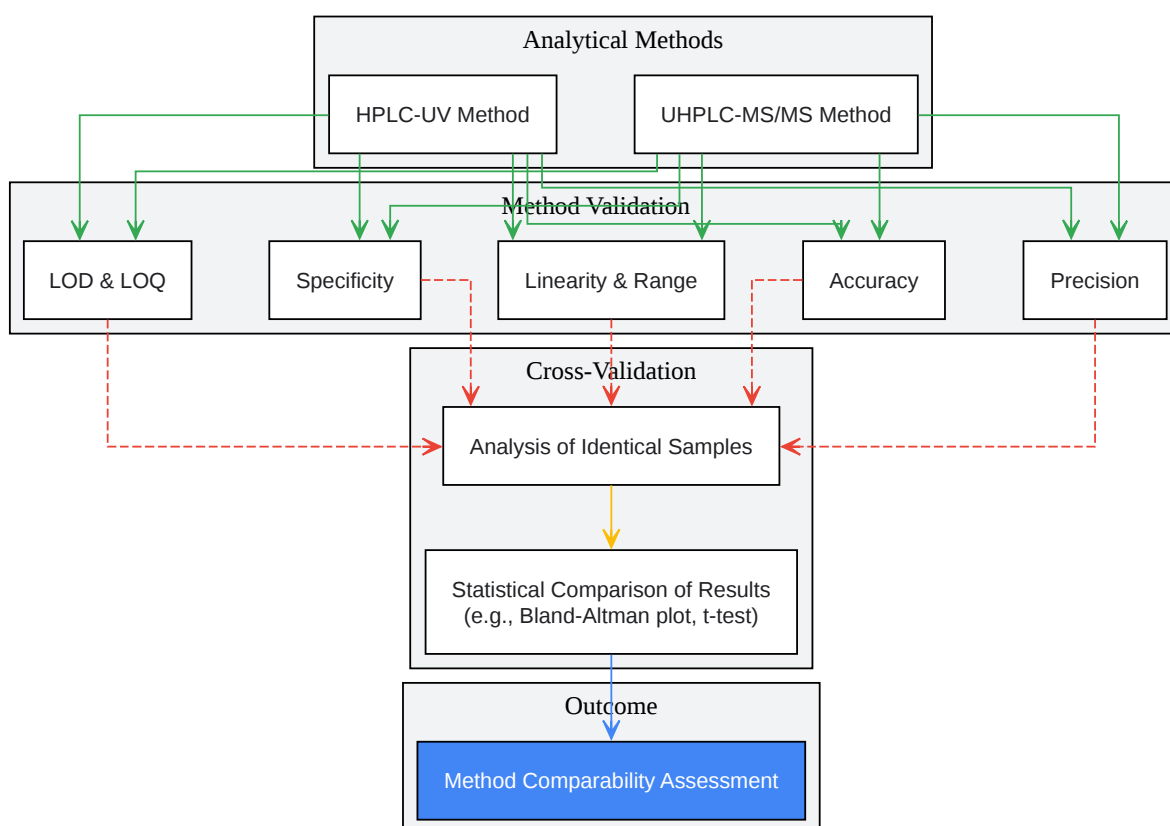 Analytical Methods
HPLC-UV Method
UHPLC-MS/MS Method
Method Validation
LOD & LOQ
Specificity
Linearity & Range
Accuracy
Precision
Cross-Validation
Analysis of Identical Samples
Statistical Comparison of Results
(e.g., Bland-Altman plot, t-test)
Outcome
Method Comparability Assessment